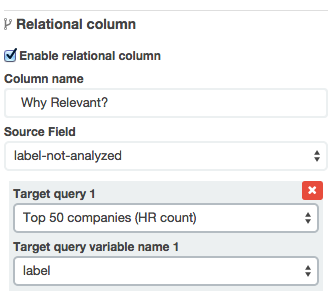 Relational column
Enable relational column
Column name
Why Relevant?
Source Field
label-not-analyzed
Target query 1
Top 50 companies (HR count)
Target query variable name 1
label